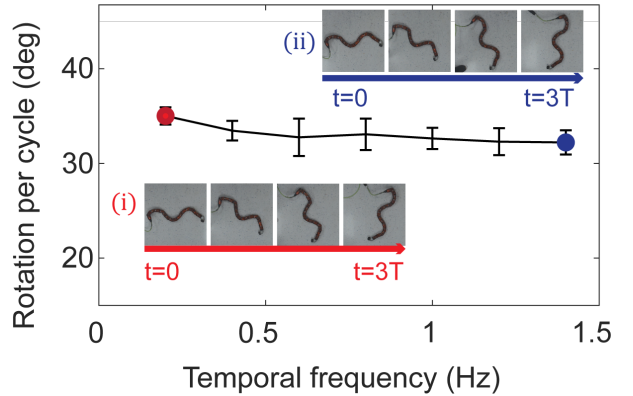 Rotation per cycle (deg)
40
30
20
(ii)
t=0 t=3T
(i)
t=0 t=3T
0 0.5 1 1.5
Temporal frequency (Hz)